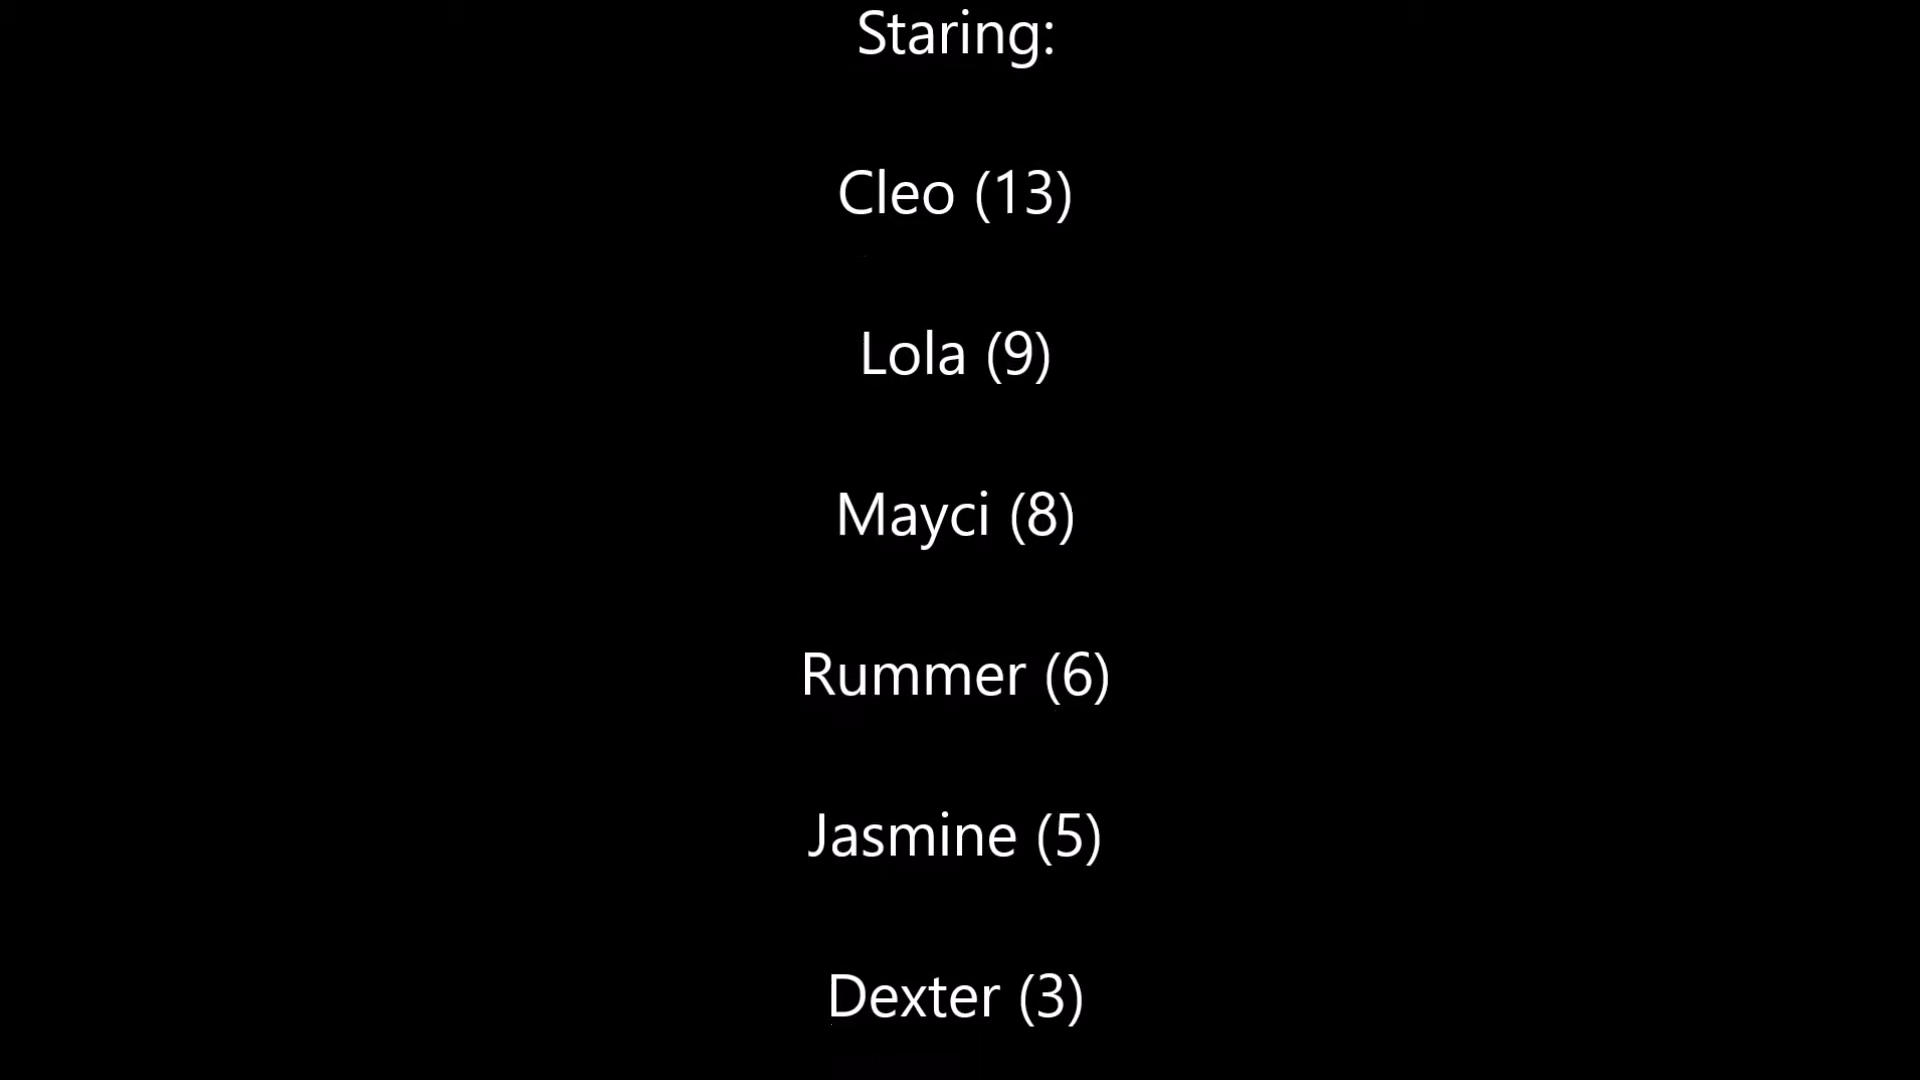 Staring:
Cleo (13)
Lola (9)
Mayci (8)
Rummer (6)
Jasmine (5)
Dexter (3)